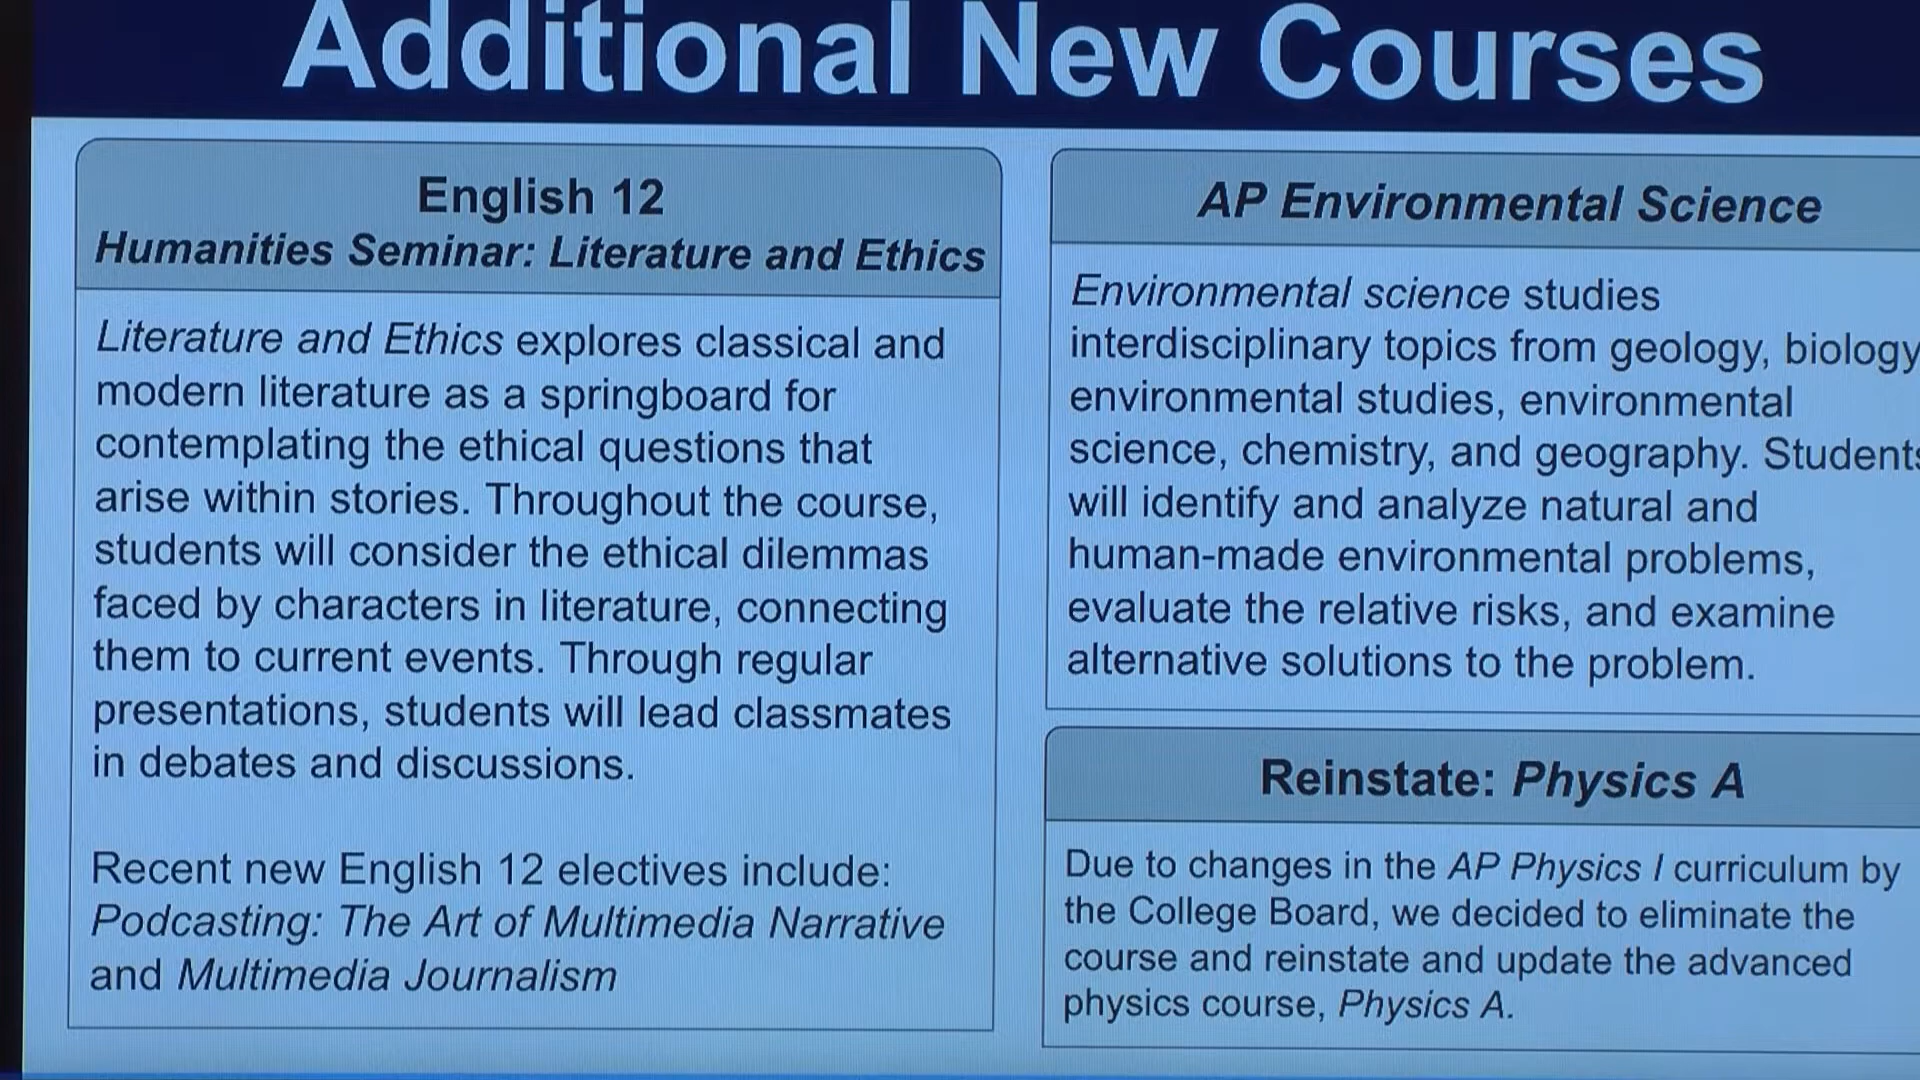 Additional New Courses
English 12
Humanities Seminar: Literature and Ethics
Literature and Ethics explores classical and
modern literature as a springboard for
contemplating the ethical questions that
arise within stories. Throughout the course,
students will consider the ethical dilemmas
faced by characters in literature, connecting
them to current events. Through regular
presentations, students will lead classmates
in debates and discussions.
Recent new English 12 electives include:
Podcasting: The Art of Multimedia Narrative
and Multimedia Journalism
AP Environmental Science
Environmental science studies
interdisciplinary topics from geology, biology
environmental studies, environmental
science, chemistry, and geography. Students
will identify and analyze natural and
human-made environmental problems,
evaluate the relative risks, and examine
alternative solutions to the problem.
Reinstate: Physics A
Due to changes in the AP Physics I curriculum by
the College Board, we decided to eliminate the
course and reinstate and update the advanced
physics course, Physics A.